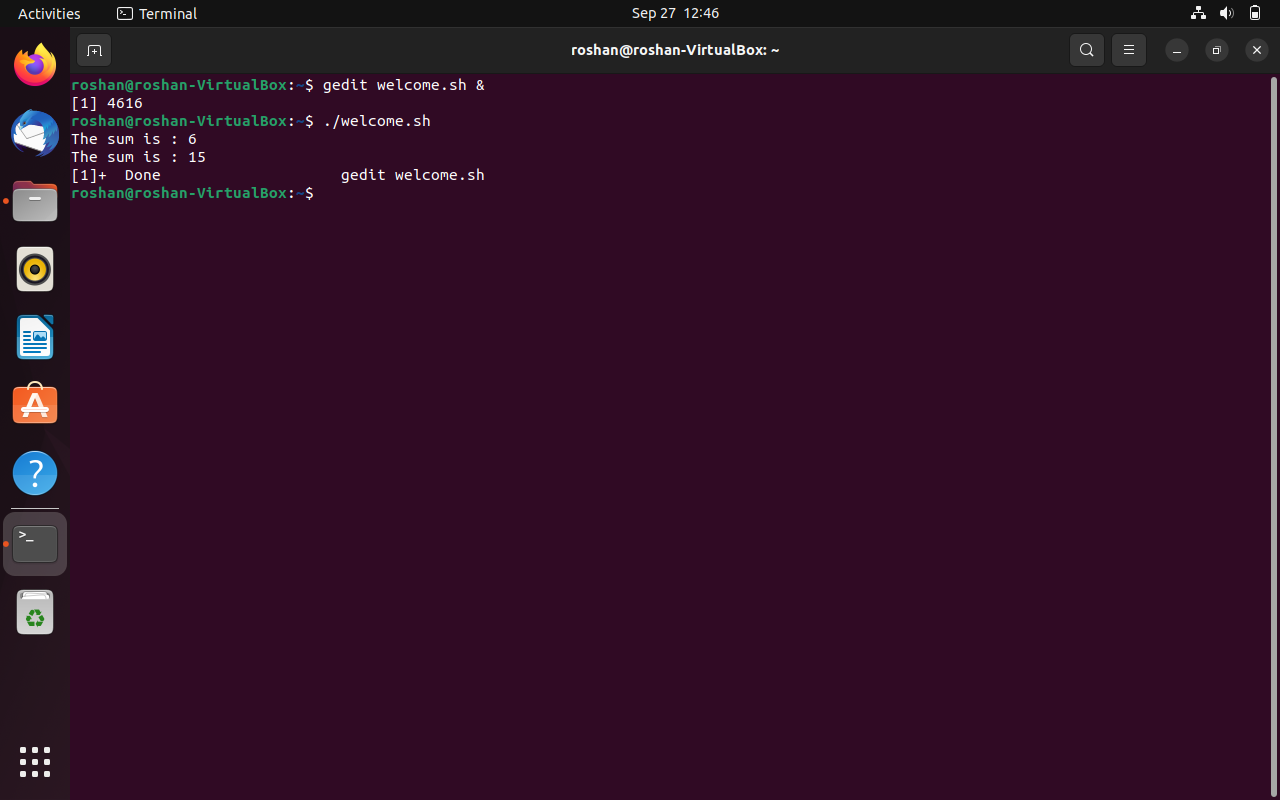 Activities Terminal Sep 27 12:46
roshan@roshan-VirtualBox: ~
roshan@roshan-VirtualBox:~$ gedit welcome.sh &
[1] 4616
roshan@roshan-VirtualBox:~$ ./welcome.sh
The sum is : 6
The sum is : 15
[1]+  Done                    gedit welcome.sh
roshan@roshan-VirtualBox:~$